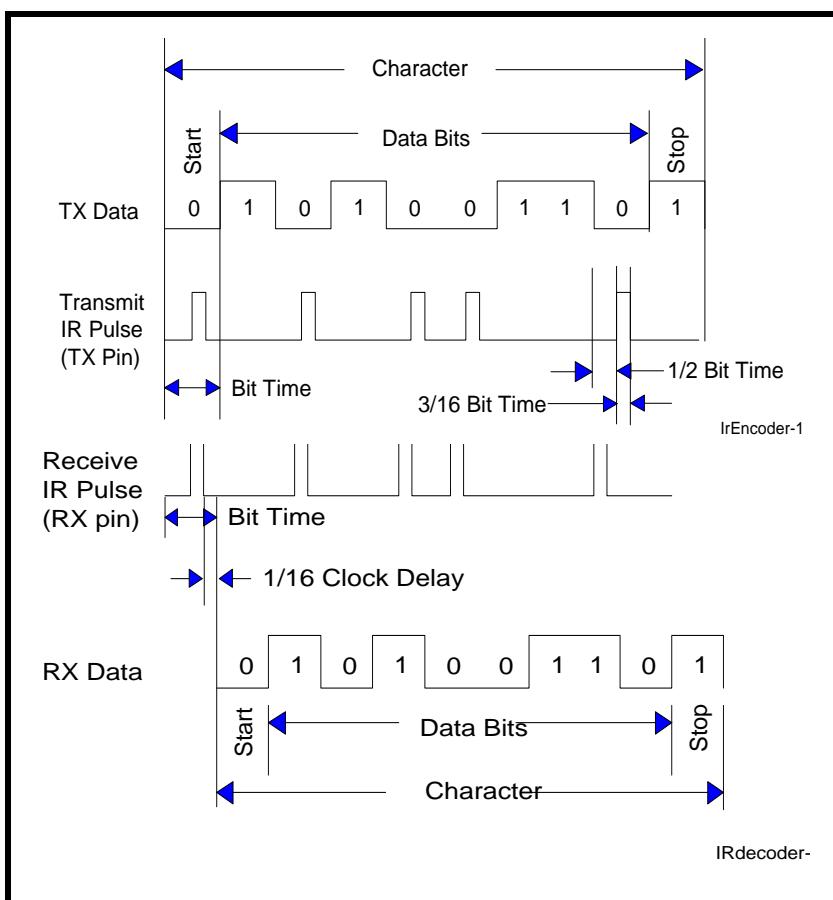 Character
Start
Data Bits
Stop
TX Data 0 1 0 1 0 0 1 1 0 1
Transmit
IR Pulse
(TX Pin)
Bit Time
1/2 Bit Time
3/16 Bit Time
IrEncoder-1
Receive
IR Pulse
(RX pin)
Bit Time
1/16 Clock Delay
RX Data 0 1 0 1 0 0 1 1 0 1
Start
Data Bits
Stop
Character
IRdecoder-